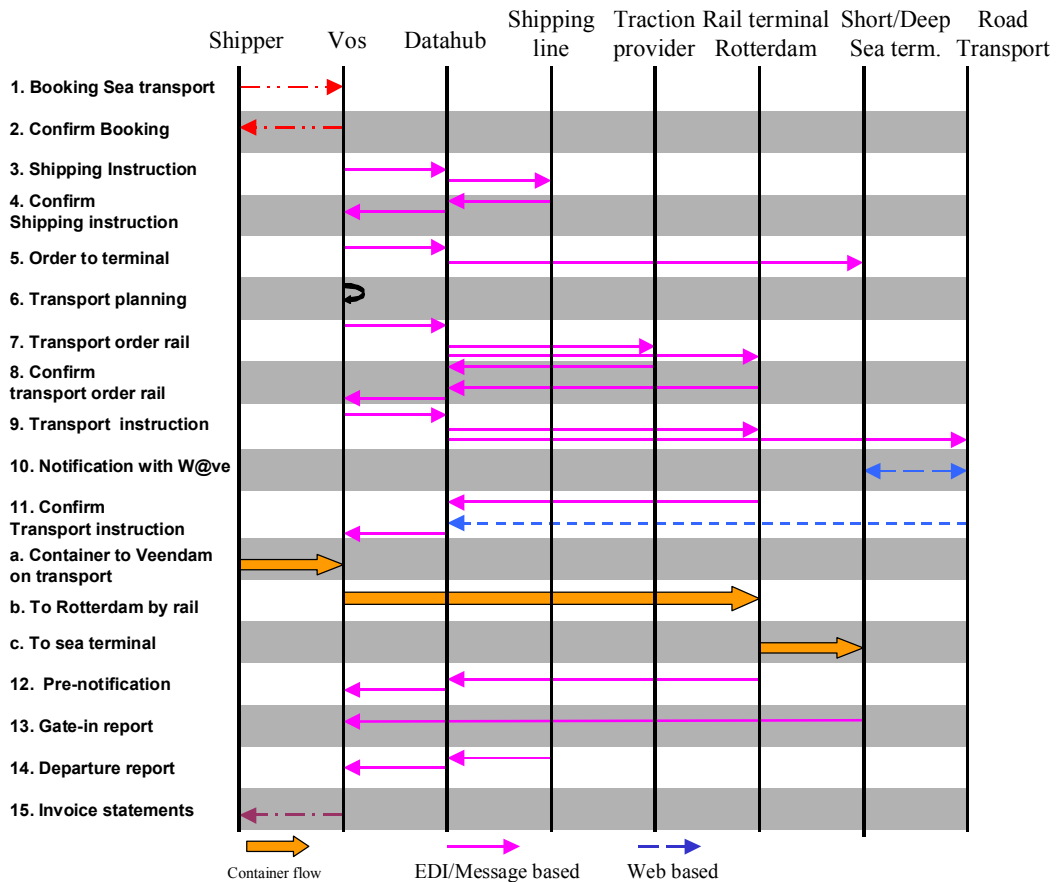 Shipper
Vos
Datahub
Shipping
line
Traction
provider
Rail terminal
Rotterdam
Short/Deep
Sea term.
Road
Transport
1. Booking Sea transport
2. Confirm Booking
3. Shipping Instruction
4. Confirm
Shipping instruction
5. Order to terminal
6. Transport planning
7. Transport order rail
8. Confirm
transport order rail
9. Transport  instruction
10. Notification with W@ve
11. Confirm
Transport instruction
a. Container to Veendam
on transport
b. To Rotterdam by rail
c. To sea terminal
12.  Pre-notification
13. Gate-in report
14. Departure report
15. Invoice statements
Container flow
EDI/Message based
Web based